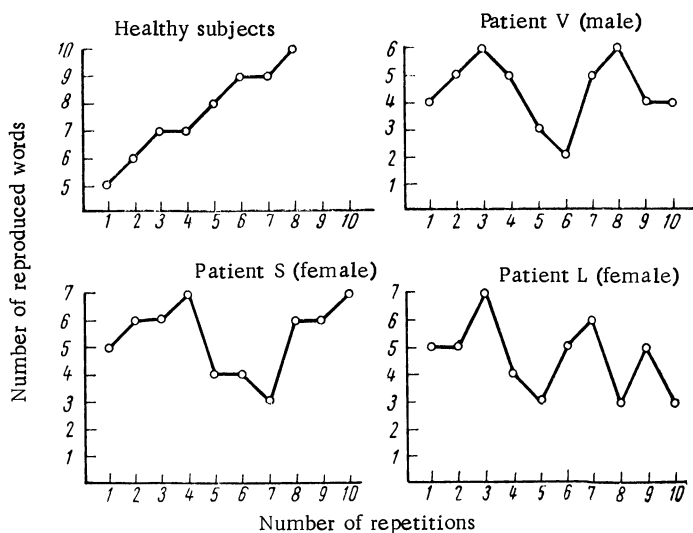 Healthy subjects
10
9
8
7
6
5
1 2 3 4 5 6 7 8 9 10
Patient V (male)
6
5
4
3
2
1
1 2 3 4 5 6 7 8 9 10
Patient S (female)
7
6
5
4
3
2
1
1 2 3 4 5 6 7 8 9 10
Patient L (female)
7
6
5
4
3
2
1
1 2 3 4 5 6 7 8 9 10
Number of reproduced words
Number of repetitions